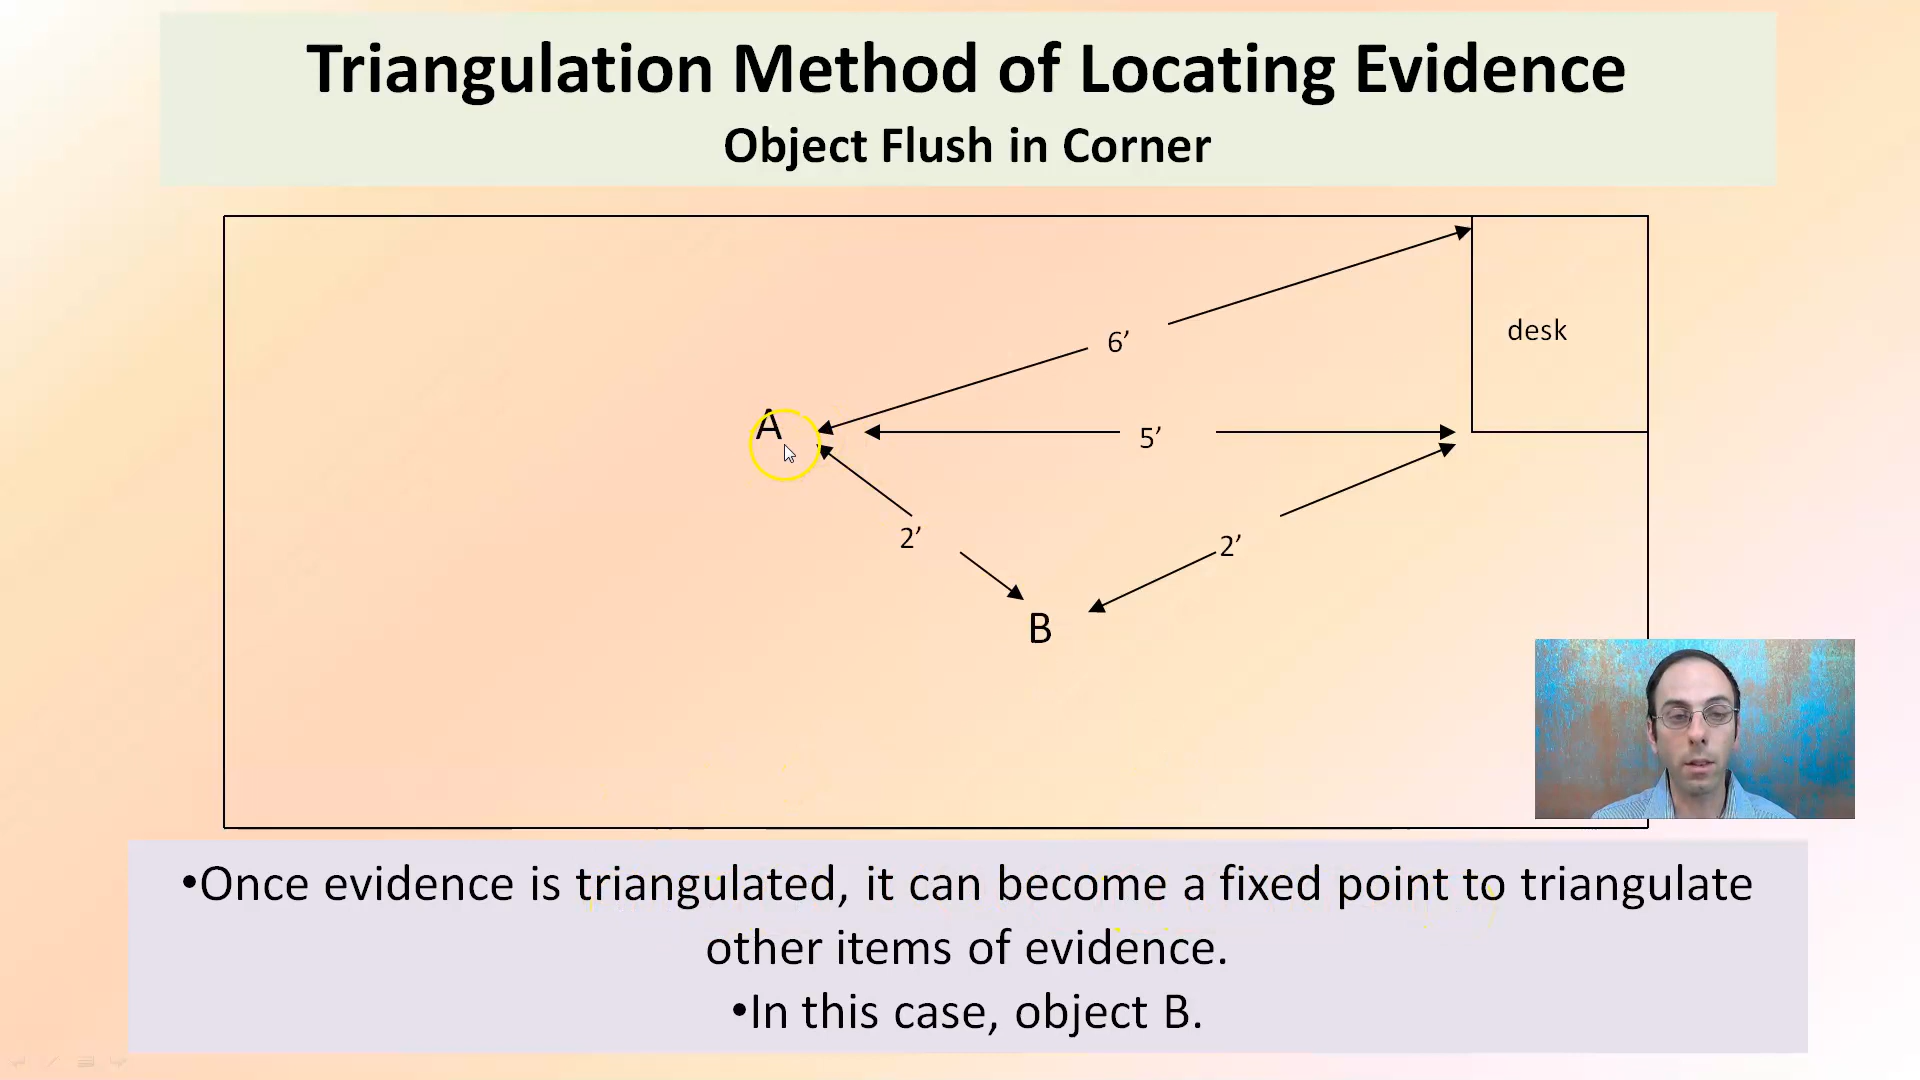 Triangulation Method of Locating Evidence
Object Flush in Corner
6’
desk
A
5’
2’
2’
B
•Once evidence is triangulated, it can become a fixed point to triangulate
other items of evidence.
•In this case, object B.